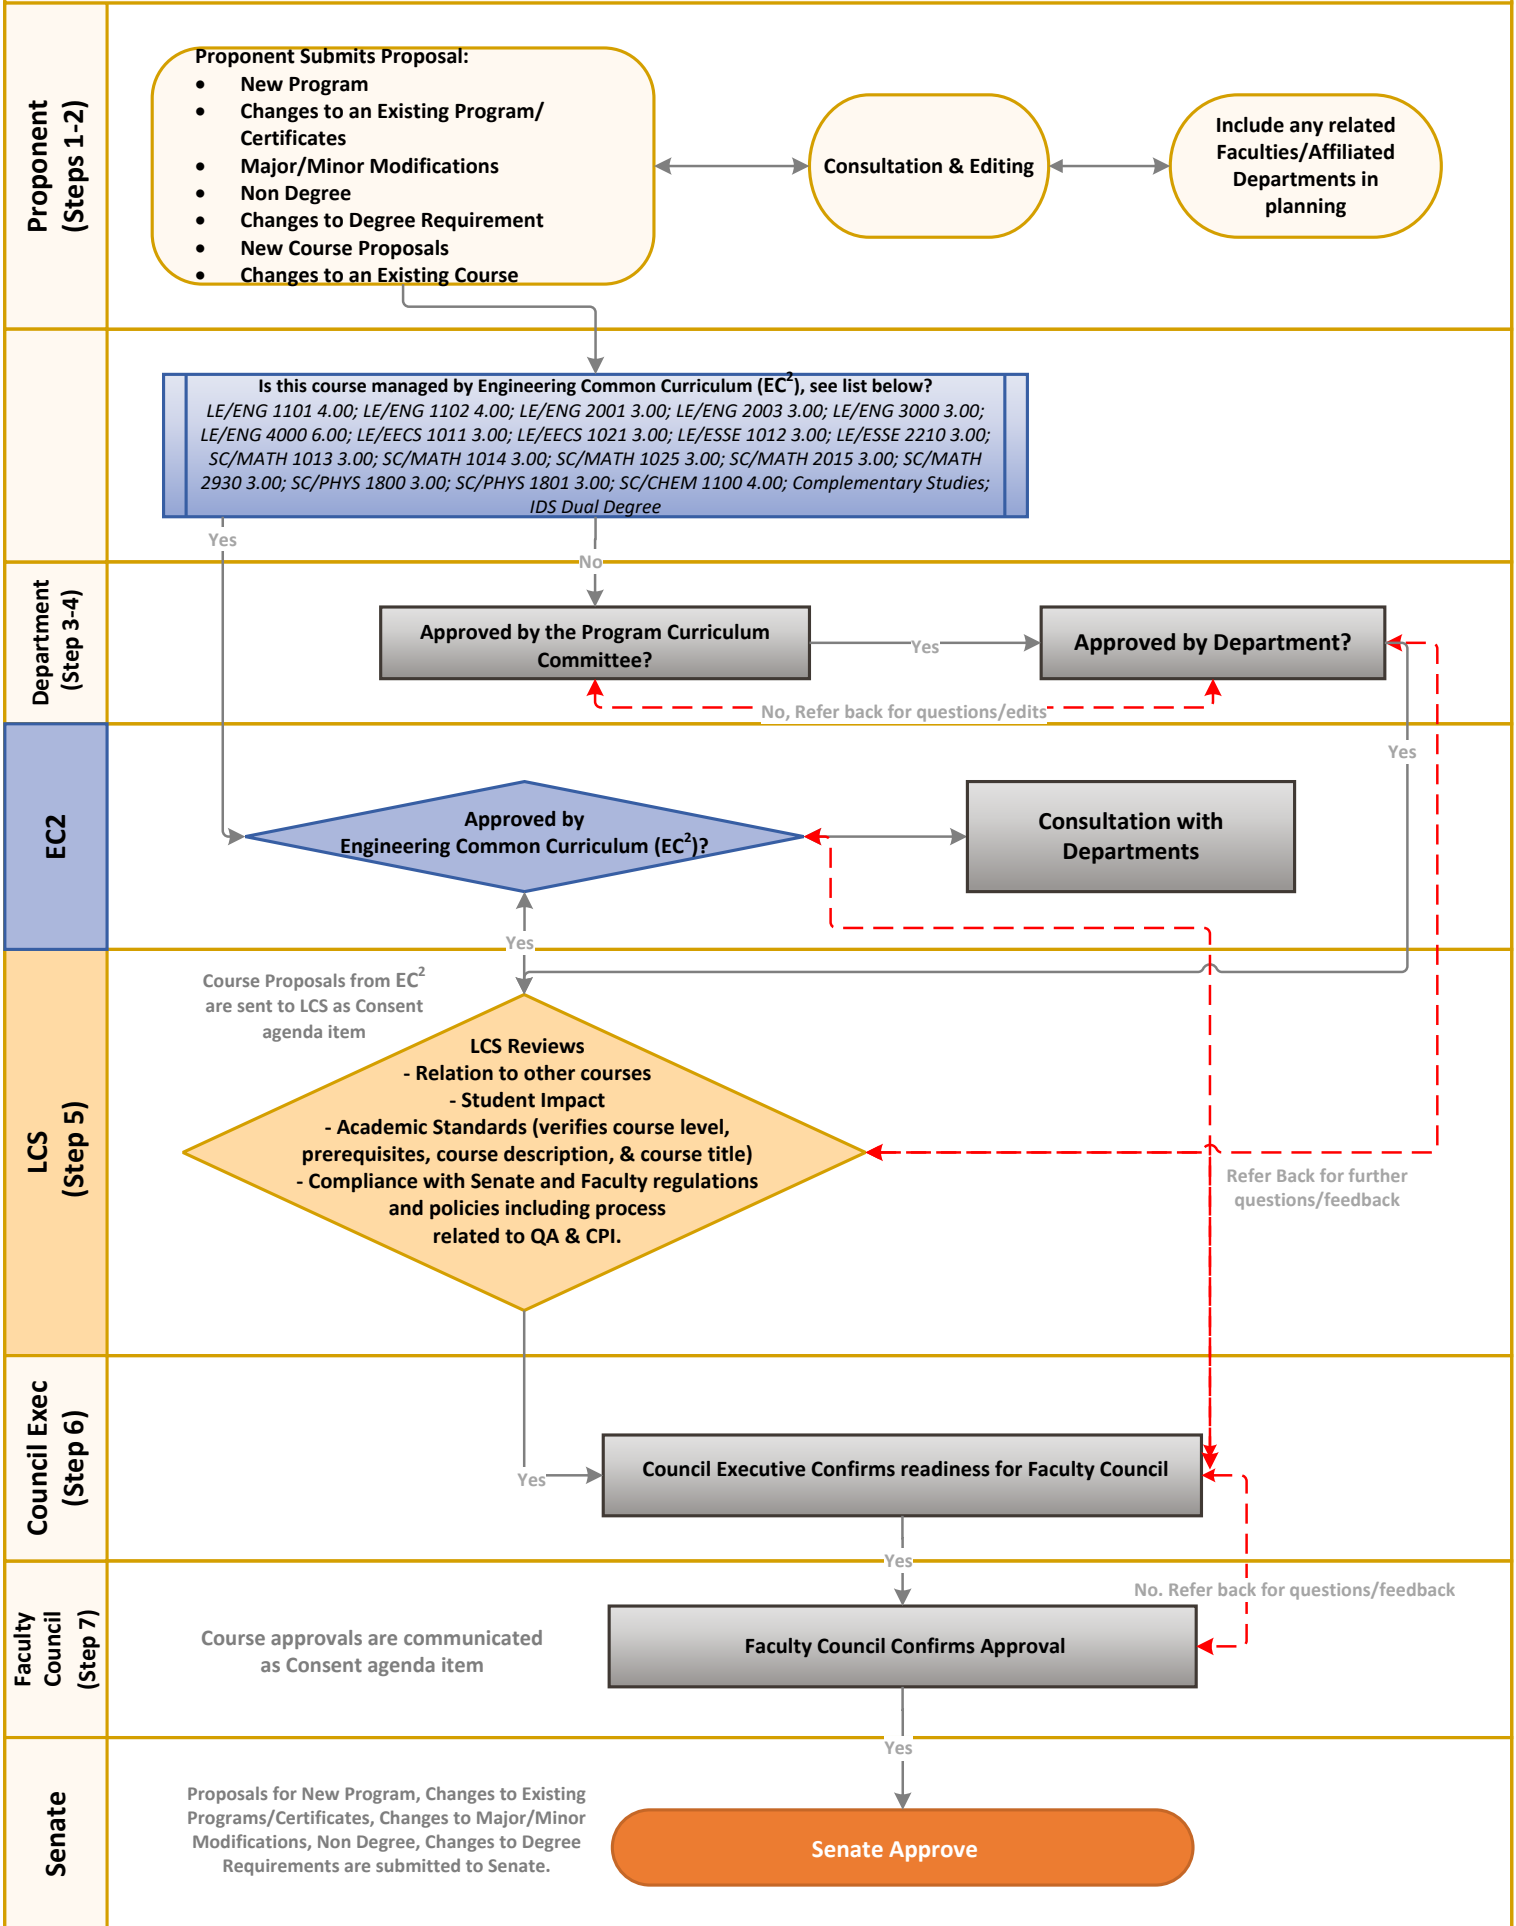 Proponent
(Steps 1-2)
Proponent Submits Proposal:
• New Program
• Changes to an Existing Program/
Certificates
• Major/Minor Modifications
• Non Degree
• Changes to Degree Requirement
• New Course Proposals
• Changes to an Existing Course
Consultation & Editing
Include any related
Faculties/Affiliated
Departments in
planning
Is this course managed by Engineering Common Curriculum (EC²), see list below?
LE/ENG 1101 4.00; LE/ENG 1102 4.00; LE/ENG 2001 3.00; LE/ENG 2003 3.00; LE/ENG 3000 3.00;
LE/ENG 4000 6.00; LE/EECS 1011 3.00; LE/EECS 1021 3.00; LE/ESSE 1012 3.00; LE/ESSE 2210 3.00;
SC/MATH 1013 3.00; SC/MATH 1014 3.00; SC/MATH 1025 3.00; SC/MATH 2015 3.00; SC/MATH
2930 3.00; SC/PHYS 1800 3.00; SC/PHYS 1801 3.00; SC/CHEM 1100 4.00; Complementary Studies;
IDS Dual Degree
Yes
No
Department
(Step 3-4)
Approved by the Program Curriculum
Committee?
Yes
Approved by Department?
No, Refer back for questions/edits
Yes
EC2
Approved by
Engineering Common Curriculum (EC²)?
Consultation with
Departments
Yes
LCS
(Step 5)
Course Proposals from EC²
are sent to LCS as Consent
agenda item
LCS Reviews
- Relation to other courses
- Student Impact
- Academic Standards (verifies course level,
prerequisites, course description, & course title)
- Compliance with Senate and Faculty regulations
and policies including process
related to QA & CPI.
Refer Back for further
questions/feedback
Council Exec
(Step 6)
Yes
Council Executive Confirms readiness for Faculty Council
Yes
No. Refer back for questions/feedback
Faculty
Council
(Step 7)
Course approvals are communicated
as Consent agenda item
Faculty Council Confirms Approval
Yes
Senate
Proposals for New Program, Changes to Existing
Programs/Certificates, Changes to Major/Minor
Modifications, Non Degree, Changes to Degree
Requirements are submitted to Senate.
Senate Approve